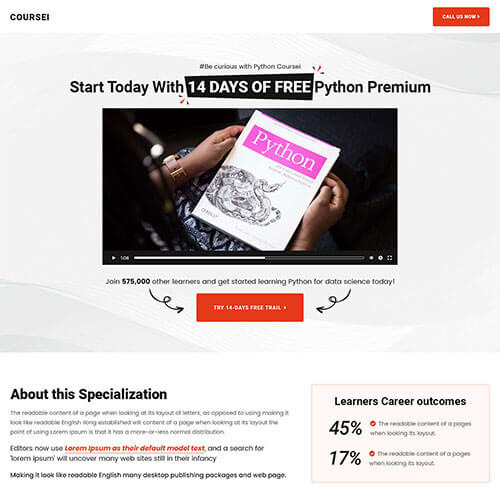 COURSEI
CALL US NOW >
#Be curious with Python Coursei
Start Today With 14 DAYS OF FREE Python Premium
Python
O'REILLY
1:08
Join 575,000 other learners and get started learning Python for data science today!
TRY 14-DAYS FREE TRAIL >
About this Specialization
The readable content of a page when looking at its layout of letters, as opposed to using making it
look like readable English llong established will content of a page when looking at its layout the
point of using Lorem Ipsum is that it has a more-or-less normal distribution.
Editors now use Lorem Ipsum as their default model text, and a search for
'lorem ipsum' will uncover many web sites still in their infancy
Making it look like readable English many desktop publishing packages and web page.
Learners Career outcomes
45%
The readable content of a pages
when looking its layout.
17%
The readable content of a pages
when looking its layout.